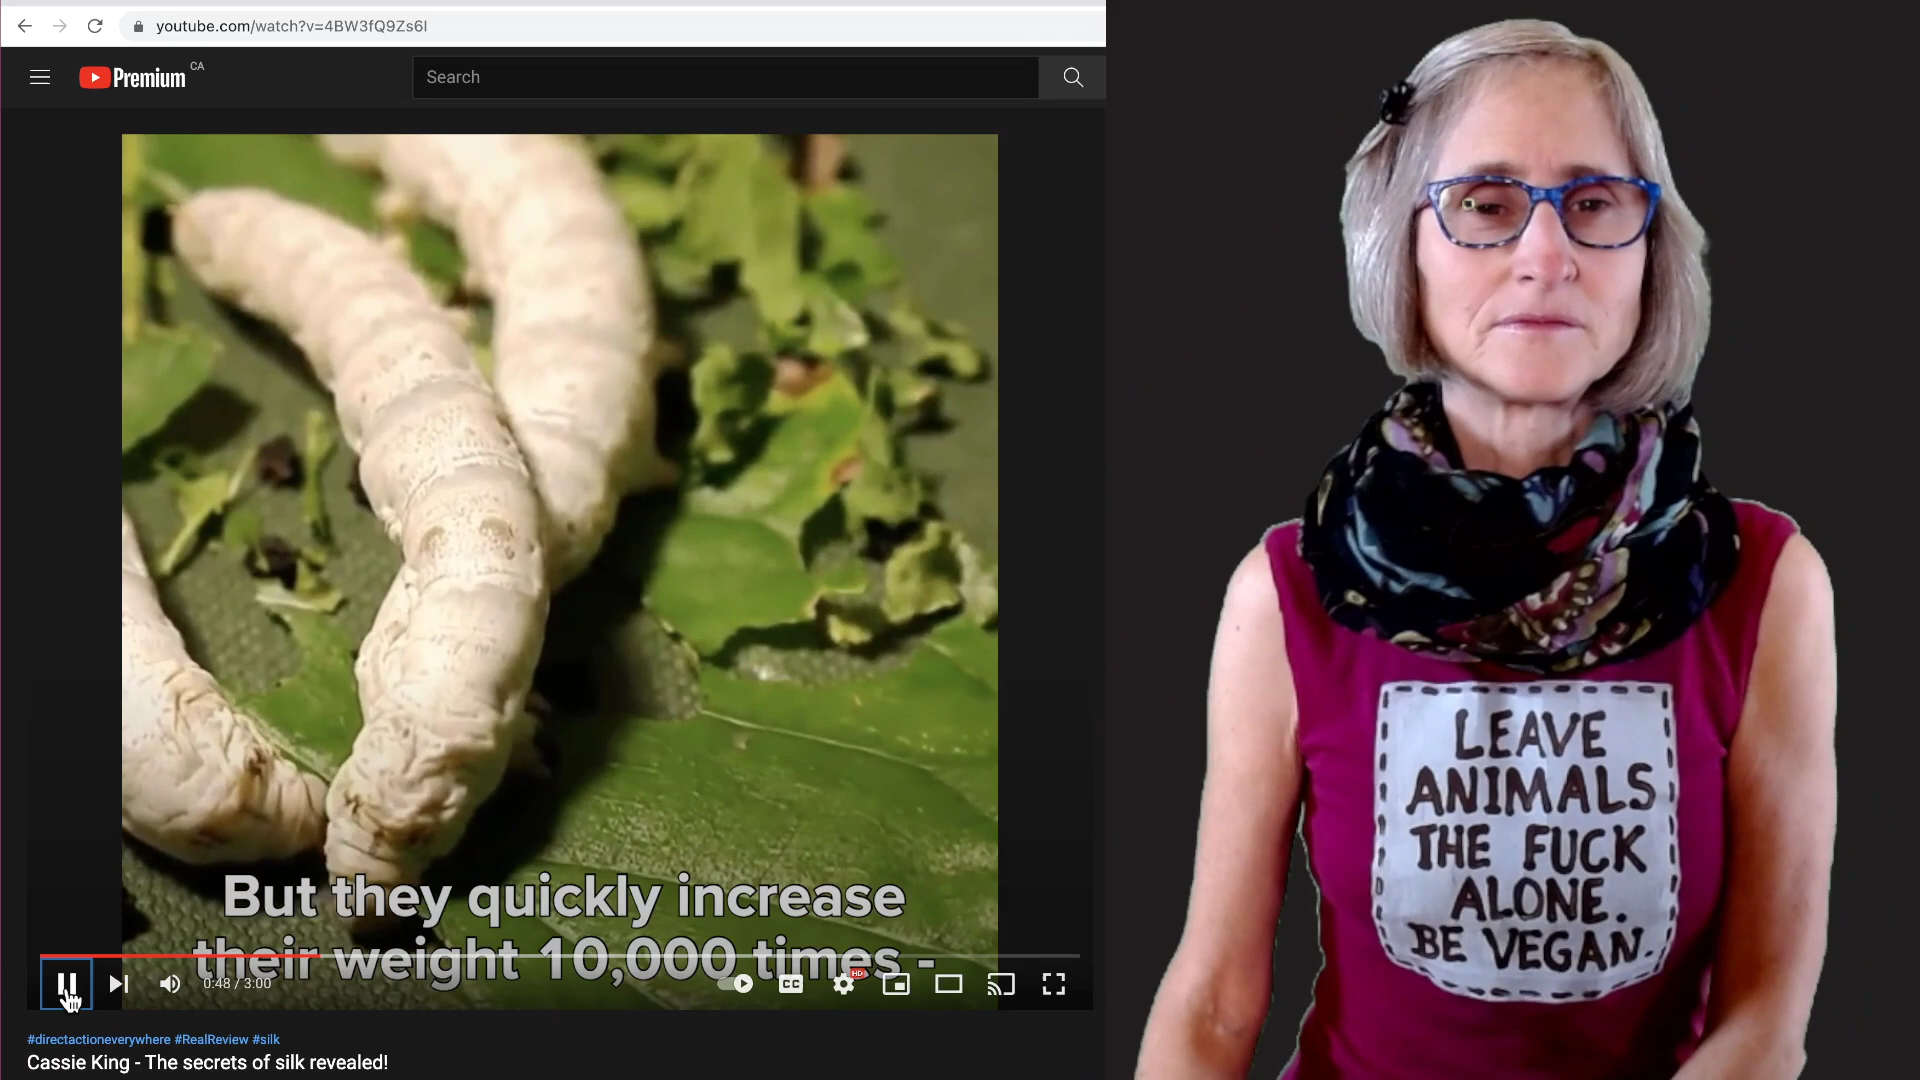 youtube.com/watch?v=4BW3fQ9Zs6I
Premium CA
Search
But they quickly increase
their weight 10,000 times -
0:48 / 3:00
CC
HD
#directactioneverywhere #RealReview #silk
Cassie King - The secrets of silk revealed!
LEAVE
ANIMALS
THE FUCK
ALONE.
BE VEGAN.